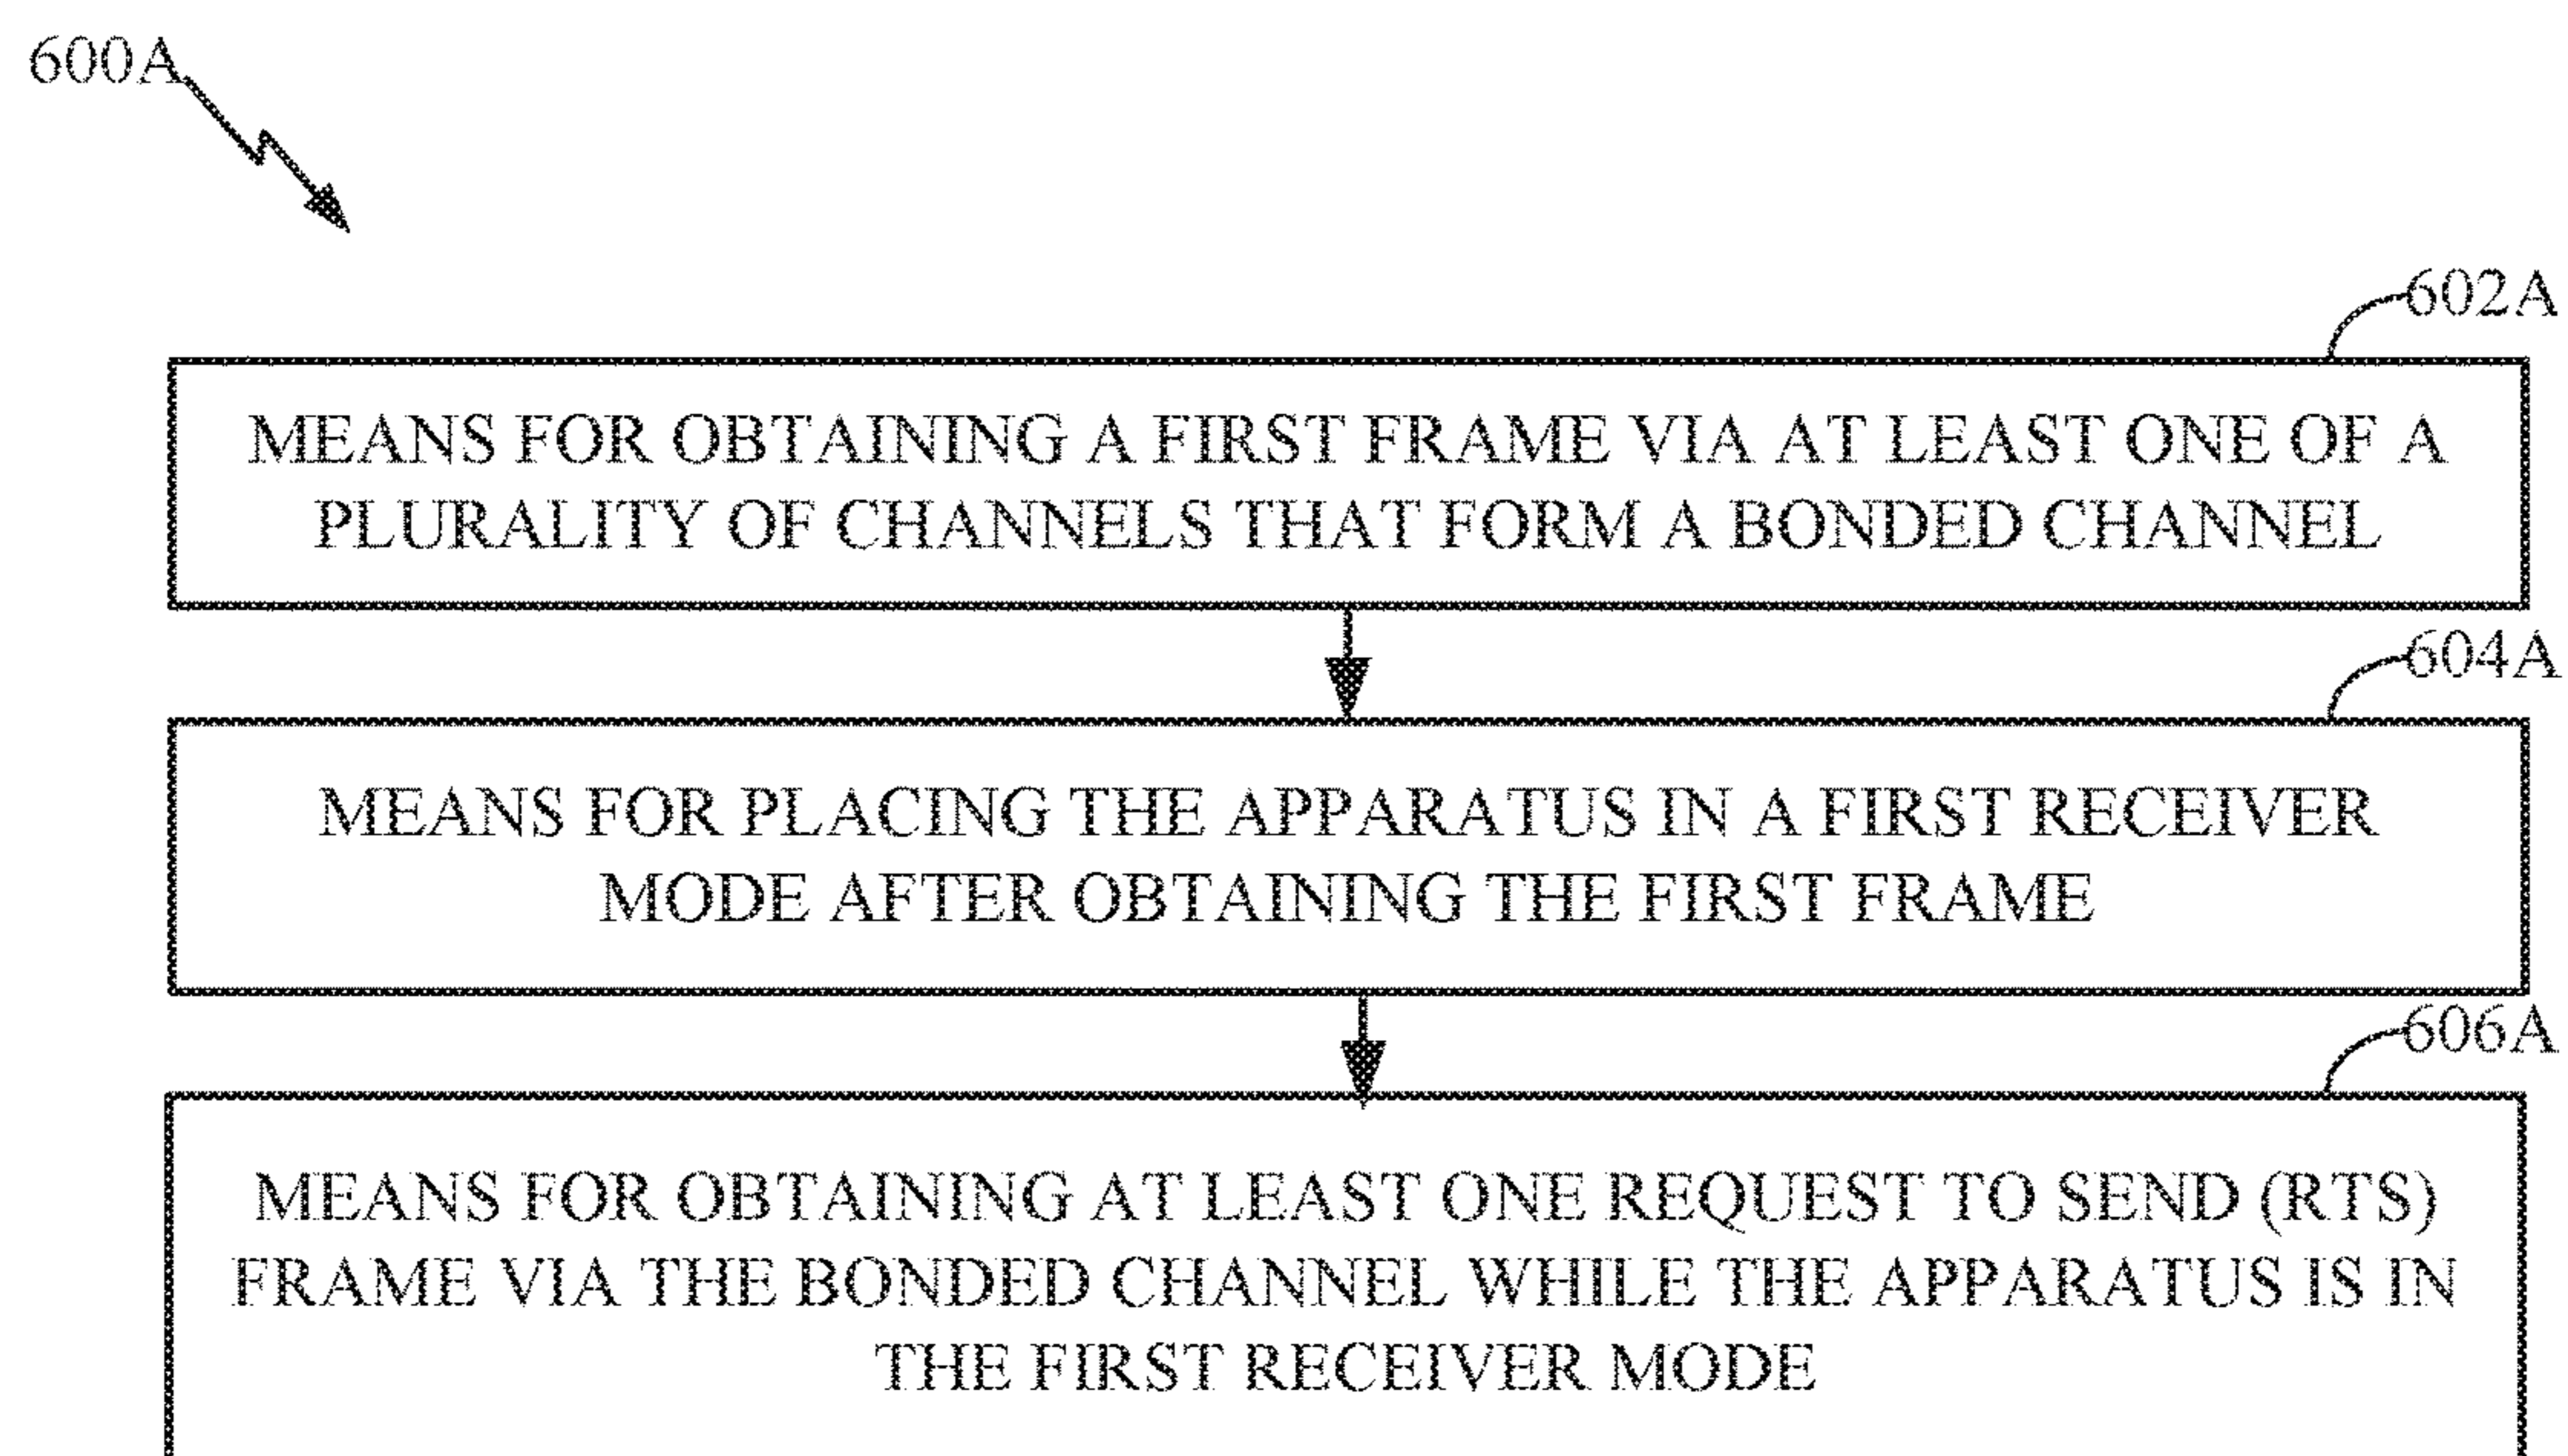 600A
602A
MEANS FOR OBTAINING A FIRST FRAME VIA AT LEAST ONE OF A
PLURALITY OF CHANNELS THAT FORM A BONDED CHANNEL
604A
MEANS FOR PLACING THE APPARATUS IN A FIRST RECEIVER
MODE AFTER OBTAINING THE FIRST FRAME
606A
MEANS FOR OBTAINING AT LEAST ONE REQUEST TO SEND (RTS)
FRAME VIA THE BONDED CHANNEL WHILE THE APPARATUS IS IN
THE FIRST RECEIVER MODE